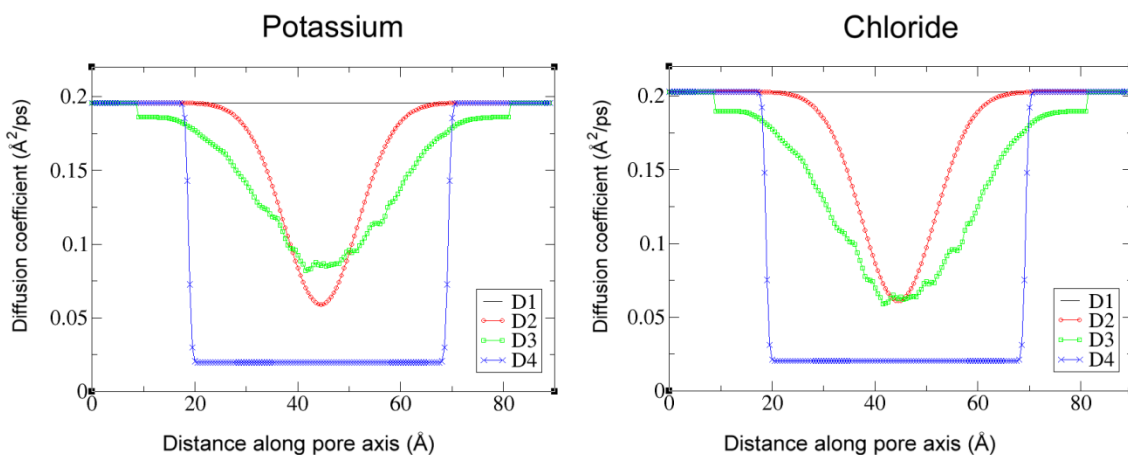 Potassium
Diffusion coefficient (Å²/ps)
0.2
0.15
0.1
0.05
0
0
20
40
60
80
D1
D2
D3
D4
Distance along pore axis (Å)
Chloride
Diffusion coefficient (Å²/ps)
0.2
0.15
0.1
0.05
0
0
20
40
60
80
D1
D2
D3
D4
Distance along pore axis (Å)